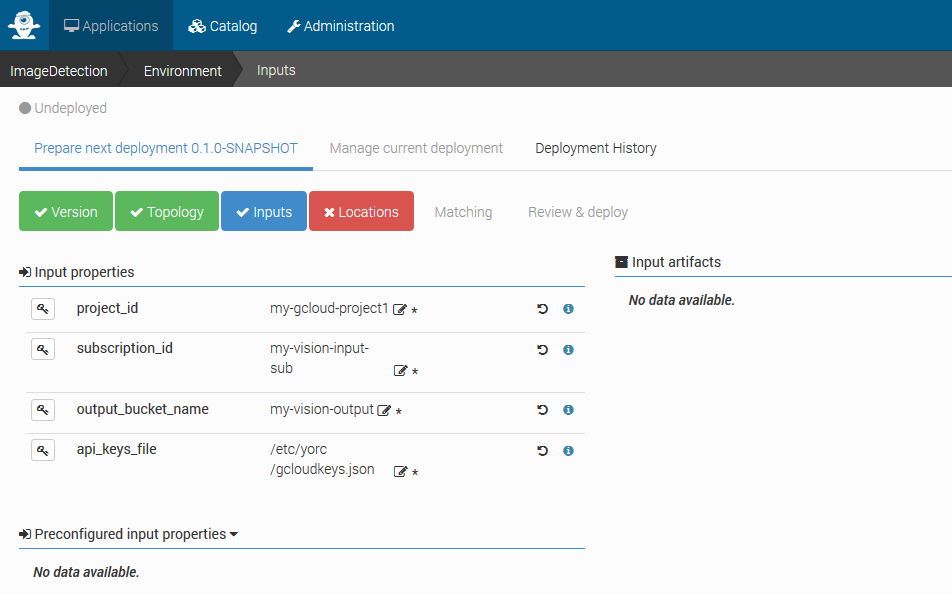 Applications Catalog Administration
ImageDetection Environment Inputs
Undeployed
Prepare next deployment 0.1.0-SNAPSHOT Manage current deployment Deployment History
Version Topology Inputs Locations Matching Review & deploy
Input properties
project_id my-gcloud-project1 *
subscription_id my-vision-input-
sub *
output_bucket_name my-vision-output *
api_keys_file /etc/yorc
/gcloudkeys.json *
Preconfigured input properties
No data available.
Input artifacts
No data available.